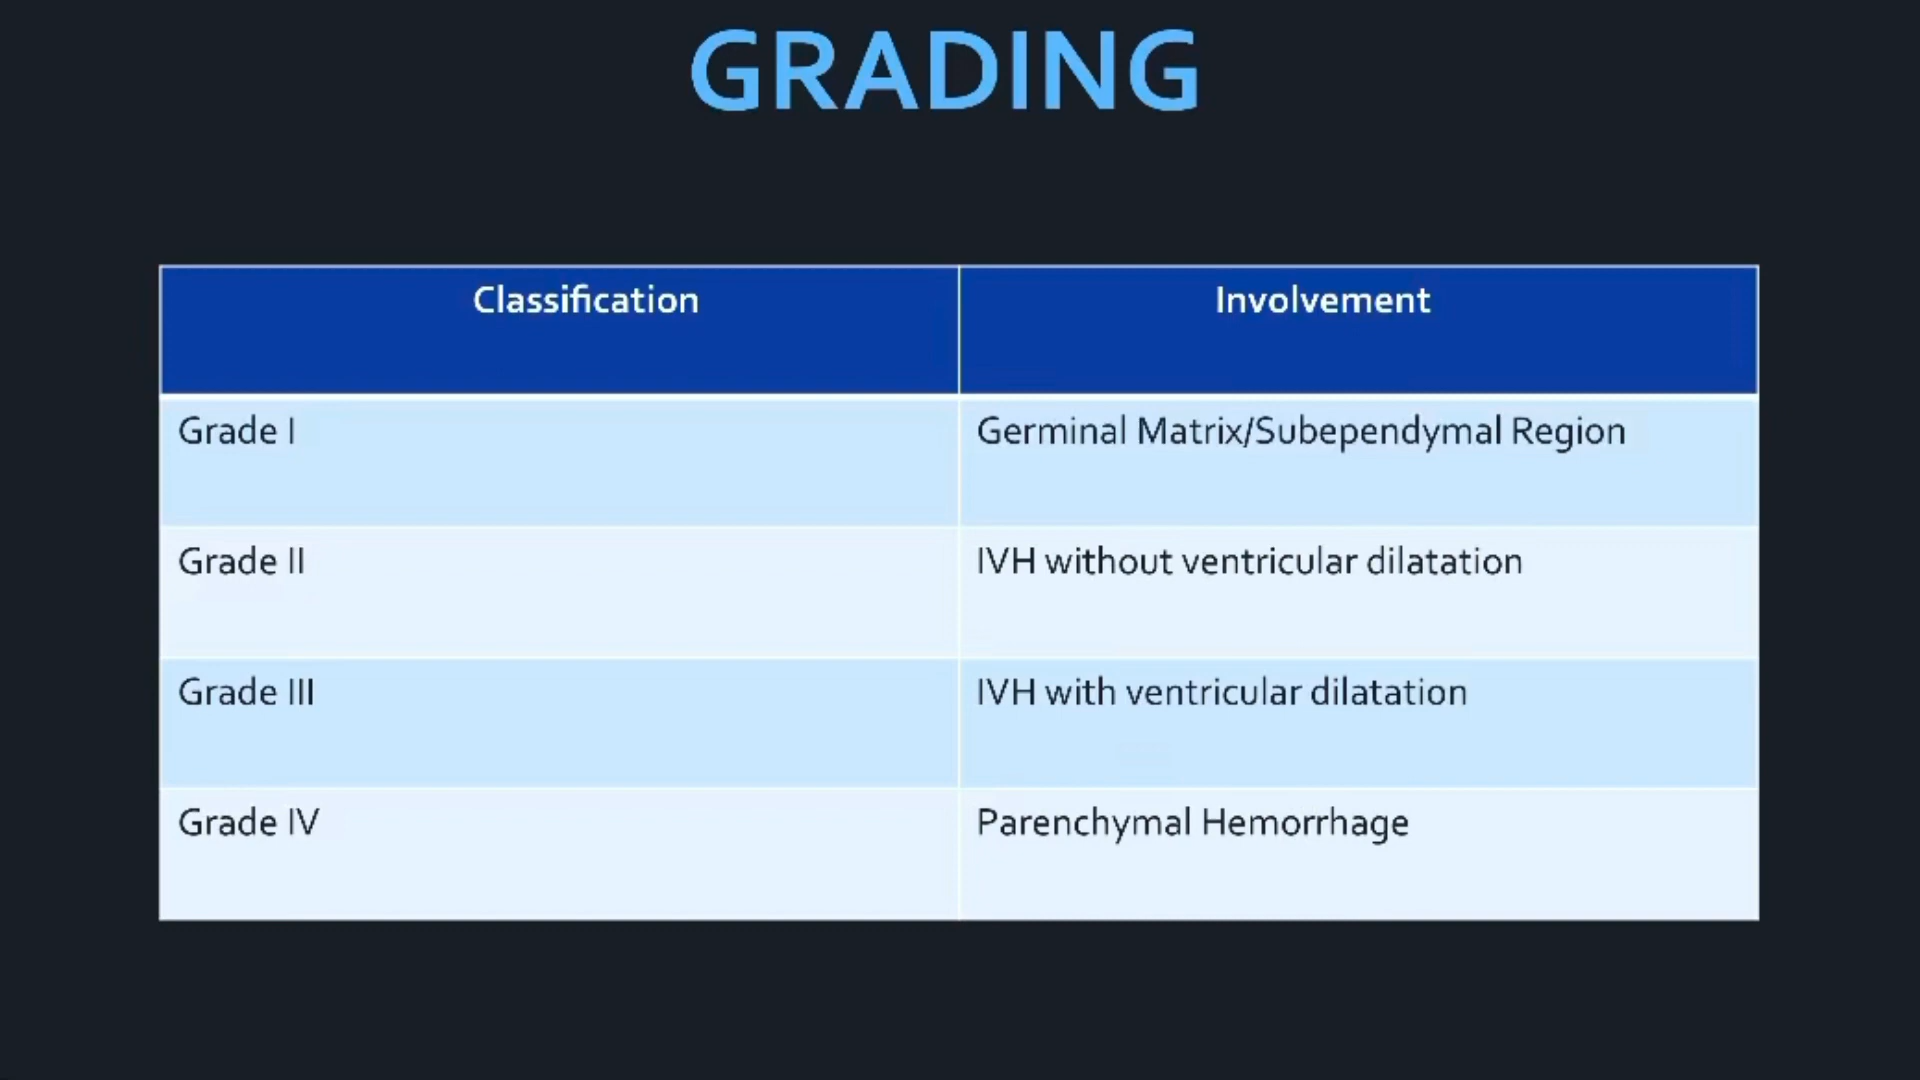 GRADING
Classification Involvement
Grade I Germinal Matrix/Subependymal Region
Grade II IVH without ventricular dilatation
Grade III IVH with ventricular dilatation
Grade IV Parenchymal Hemorrhage